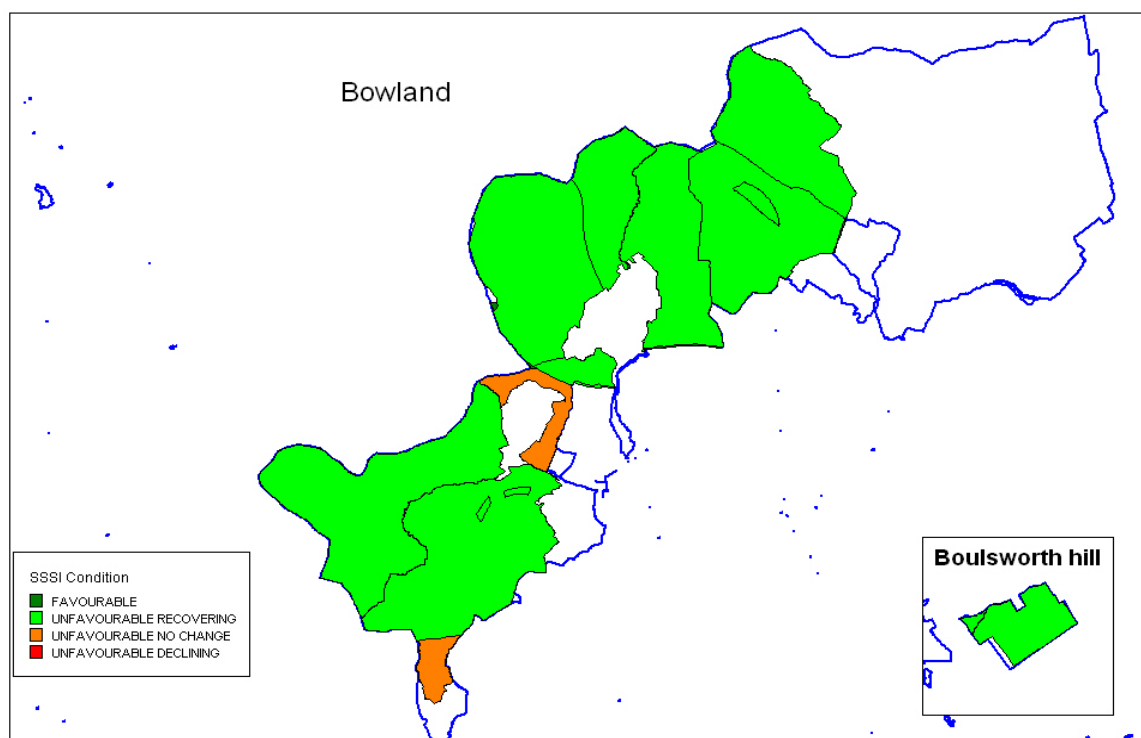 Bowland
SSSI Condition
FAVOURABLE
UNFAVOURABLE RECOVERING
UNFAVOURABLE NO CHANGE
UNFAVOURABLE DECLINING
Boulsworth hill